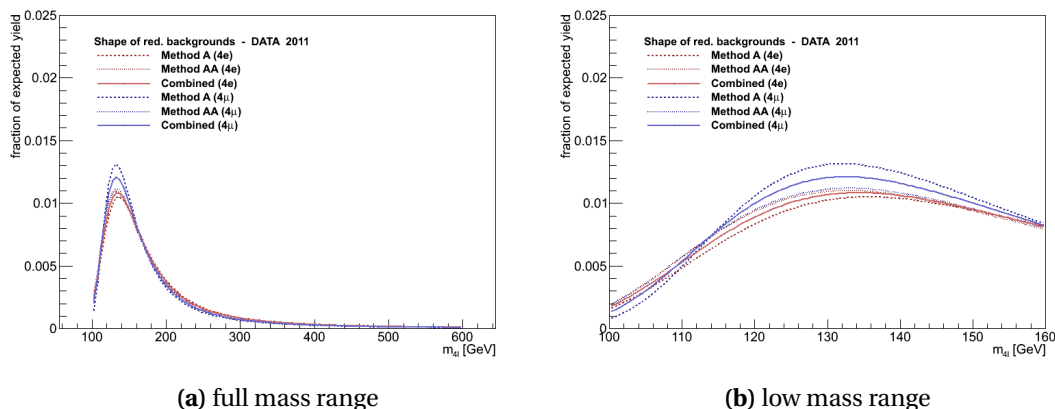 fraction of expected yield
0.025
0.02
0.015
0.01
0.005
0
Shape of red. backgrounds - DATA 2011
Method A (4e)
Method AA (4e)
Combined (4e)
Method A (4μ)
Method AA (4μ)
Combined (4μ)
100 200 300 400 500 600
m4l [GeV]
(a) full mass range
fraction of expected yield
0.025
0.02
0.015
0.01
0.005
0
Shape of red. backgrounds - DATA 2011
Method A (4e)
Method AA (4e)
Combined (4e)
Method A (4μ)
Method AA (4μ)
Combined (4μ)
100 110 120 130 140 150 160
m4l [GeV]
(b) low mass range